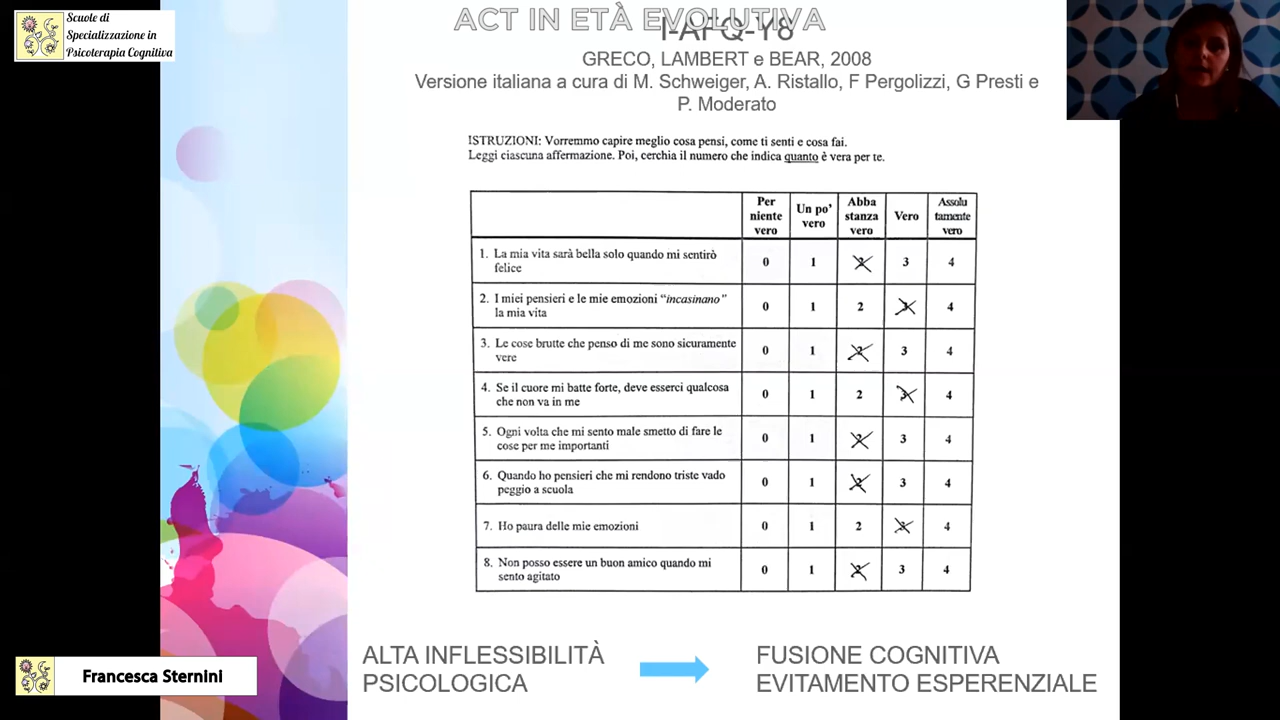 Scuole di
Specializzazione in
Psicoterapia Cognitiva
ACT IN ETÀ EVOLUTIVA
I-AFQ-Y8
GRECO, LAMBERT e BEAR, 2008
Versione italiana a cura di M. Schweiger, A. Ristallo, F Pergolizzi, G Presti e
P. Moderato
ISTRUZIONI: Vorremmo capire meglio cosa pensi, come ti senti e cosa fai.
Leggi ciascuna affermazione. Poi, cerchia il numero che indica quanto è vera per te.
Per niente vero
Un po' vero
Abba stanza vero
Vero
Assolu tamente vero
1. La mia vita sarà bella solo quando mi sentirò
felice
0 1 2 3 4
2. I miei pensieri e le mie emozioni "incasinano"
la mia vita
0 1 2 3 4
3. Le cose brutte che penso di me sono sicuramente
vere
0 1 2 3 4
4. Se il cuore mi batte forte, deve esserci qualcosa
che non va in me
0 1 2 3 4
5. Ogni volta che mi sento male smetto di fare le
cose per me importanti
0 1 2 3 4
6. Quando ho pensieri che mi rendono triste vado
peggio a scuola
0 1 2 3 4
7. Ho paura delle mie emozioni
0 1 2 3 4
8. Non posso essere un buon amico quando mi
sento agitato
0 1 2 3 4
ALTA INFLESSIBILITÀ
PSICOLOGICA
FUSIONE COGNITIVA
EVITAMENTO ESPERENZIALE
Francesca Sternini